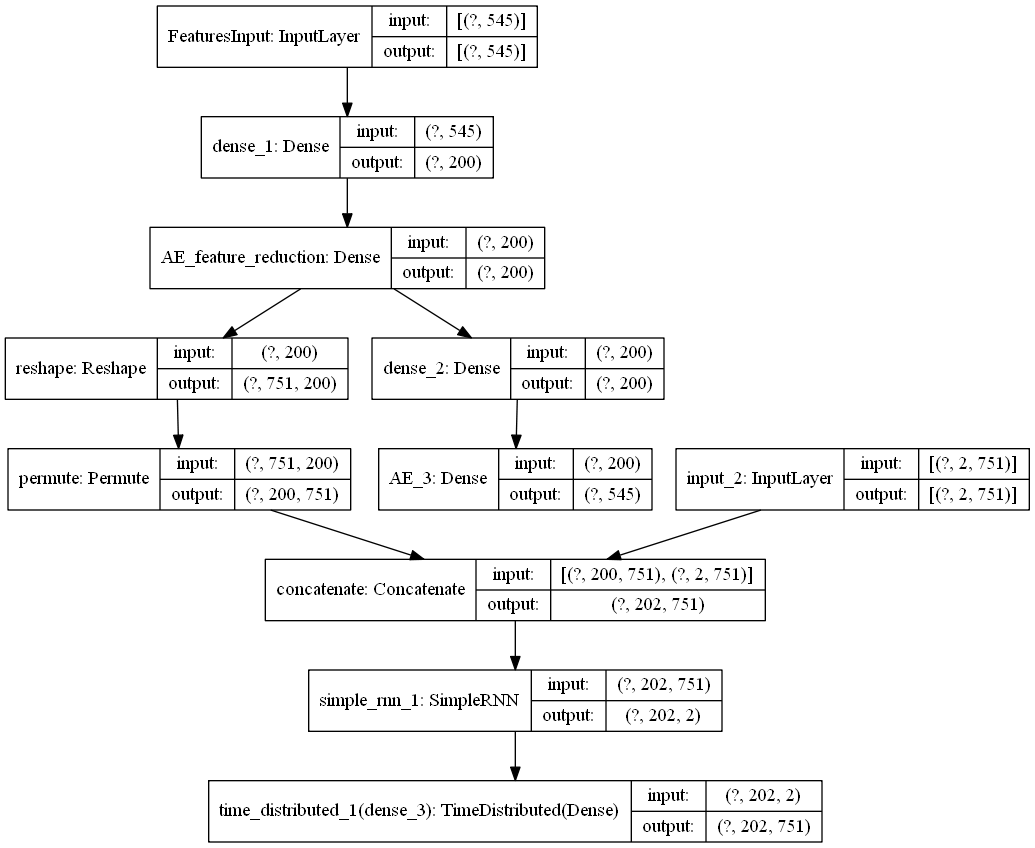 FeaturesInput: InputLayer
input:
[(?, 545)]
output:
[(?, 545)]
dense_1: Dense
input:
(?, 545)
output:
(?, 200)
AE_feature_reduction: Dense
input:
(?, 200)
output:
(?, 200)
reshape: Reshape
input:
(?, 200)
output:
(?, 751, 200)
dense_2: Dense
input:
(?, 200)
output:
(?, 200)
permute: Permute
input:
(?, 751, 200)
output:
(?, 200, 751)
AE_3: Dense
input:
(?, 200)
output:
(?, 545)
input_2: InputLayer
input:
[(?, 2, 751)]
output:
[(?, 2, 751)]
concatenate: Concatenate
input:
[(?, 200, 751), (?, 2, 751)]
output:
(?, 202, 751)
simple_rnn_1: SimpleRNN
input:
(?, 202, 751)
output:
(?, 202, 2)
time_distributed_1(dense_3): TimeDistributed(Dense)
input:
(?, 202, 2)
output:
(?, 202, 751)